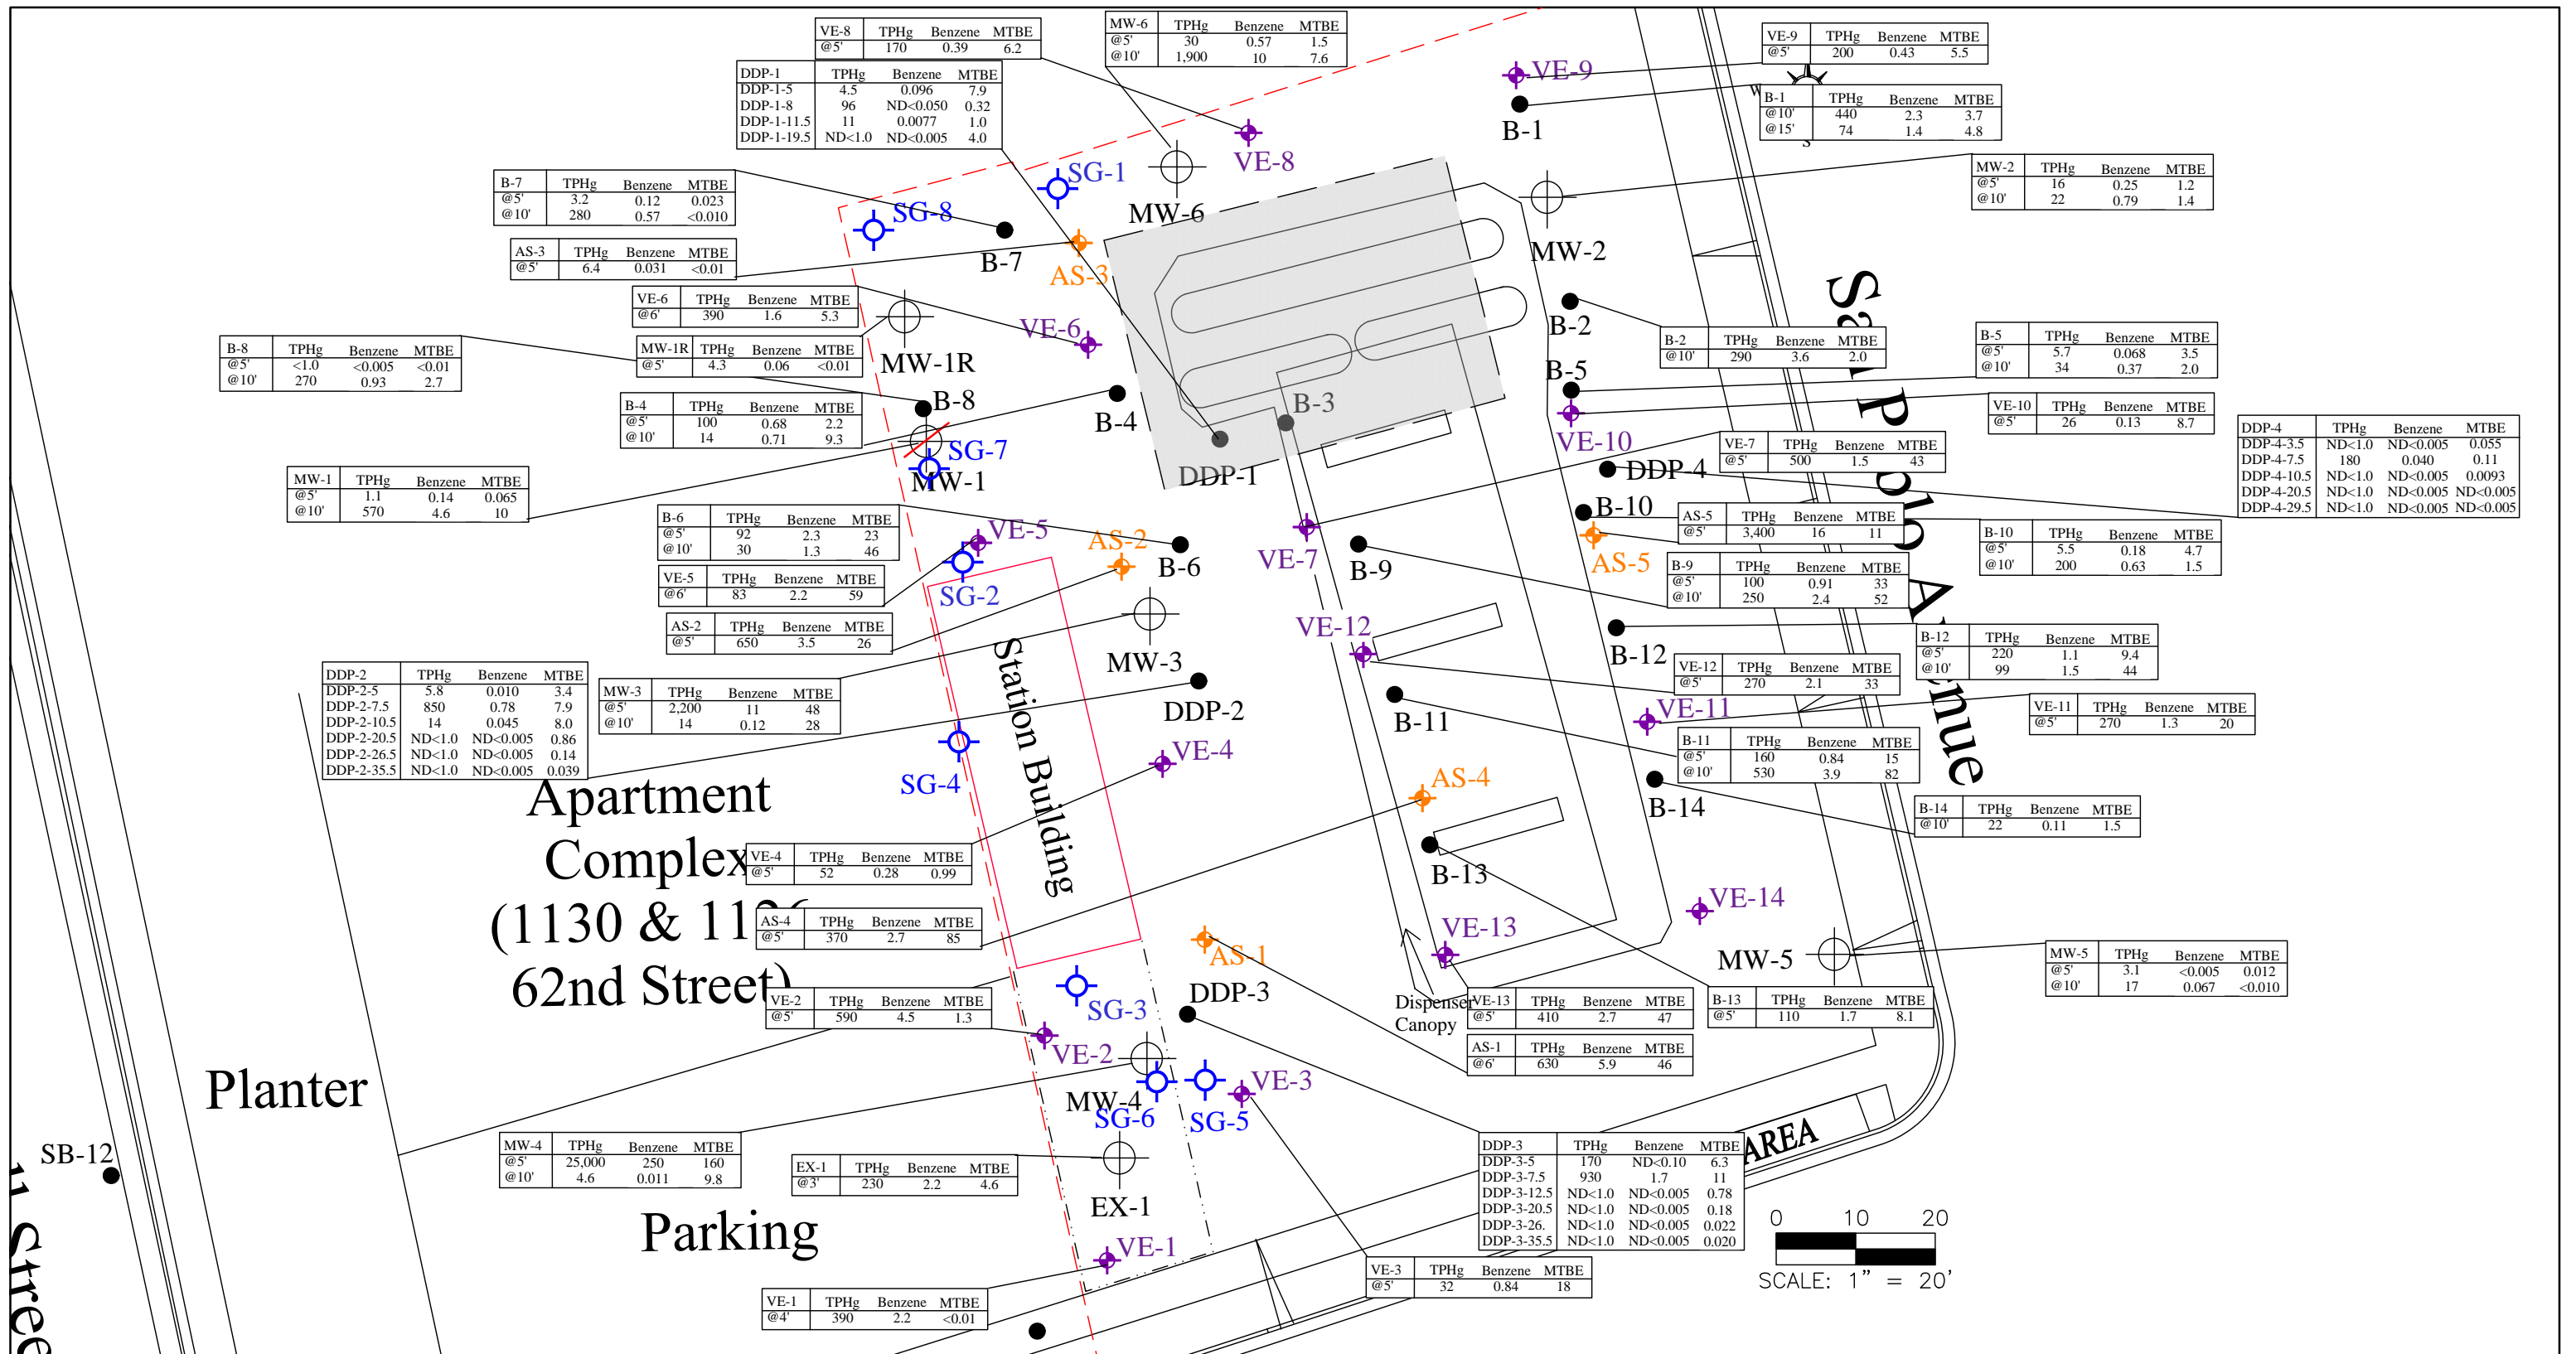 VE-8 TPHg Benzene MTBE
@5' 170 0.39 6.2
MW-6 TPHg Benzene MTBE
@5' 30 0.57 1.5
@10' 1,900 10 7.6
VE-9 TPHg Benzene MTBE
@5' 200 0.43 5.5
DDP-1 TPHg Benzene MTBE
DDP-1-5 4.5 0.096 7.9
DDP-1-8 96 ND<0.050 0.32
DDP-1-11.5 11 0.0077 1.0
DDP-1-19.5 ND<1.0 ND<0.005 4.0
B-1 TPHg Benzene MTBE
@10' 440 2.3 3.7
@15' 74 1.4 4.8
W
S
VE-9
B-1
VE-8
MW-6
SG-1
SG-8
MW-2 TPHg Benzene MTBE
@5' 16 0.25 1.2
@10' 22 0.79 1.4
B-7 TPHg Benzene MTBE
@5' 3.2 0.12 0.023
@10' 280 0.57 <0.010
AS-3 TPHg Benzene MTBE
@5' 6.4 0.031 <0.01
B-7
AS-3
MW-2
VE-6 TPHg Benzene MTBE
@6' 390 1.6 5.3
VE-6
B-2
MW-1R TPHg Benzene MTBE
@5' 4.3 0.06 <0.01
MW-1R
B-8 TPHg Benzene MTBE
@5' <1.0 <0.005 <0.01
@10' 270 0.93 2.7
B-2 TPHg Benzene MTBE
@10' 290 3.6 2.0
B-5 TPHg Benzene MTBE
@5' 5.7 0.068 3.5
@10' 34 0.37 2.0
B-5
B-8
B-4
B-3
B-4 TPHg Benzene MTBE
@5' 100 0.68 2.2
@10' 14 0.71 9.3
VE-10 TPHg Benzene MTBE
@5' 26 0.13 8.7
VE-10
SG-7
MW-1
DDP-1
DDP-4
VE-7 TPHg Benzene MTBE
@5' 500 1.5 43
DDP-4 TPHg Benzene MTBE
DDP-4-3.5 ND<1.0 ND<0.005 0.055
DDP-4-7.5 180 0.040 0.11
DDP-4-10.5 ND<1.0 ND<0.005 0.0093
DDP-4-20.5 ND<1.0 ND<0.005 ND<0.005
DDP-4-29.5 ND<1.0 ND<0.005 ND<0.005
MW-1 TPHg Benzene MTBE
@5' 1.1 0.14 0.065
@10' 570 4.6 10
B-10
B-6 TPHg Benzene MTBE
@5' 92 2.3 23
@10' 30 1.3 46
VE-5
AS-2
B-6
VE-7
B-9
AS-5
AS-5 TPHg Benzene MTBE
@5' 3,400 16 11
B-10 TPHg Benzene MTBE
@5' 5.5 0.18 4.7
@10' 200 0.63 1.5
VE-5 TPHg Benzene MTBE
@6' 83 2.2 59
SG-2
B-9 TPHg Benzene MTBE
@5' 100 0.91 33
@10' 250 2.4 52
AS-2 TPHg Benzene MTBE
@5' 650 3.5 26
VE-12
MW-3
B-12
B-12 TPHg Benzene MTBE
@5' 220 1.1 9.4
@10' 99 1.5 44
VE-12 TPHg Benzene MTBE
@5' 270 2.1 33
DDP-2 TPHg Benzene MTBE
DDP-2-5 5.8 0.010 3.4
DDP-2-7.5 850 0.78 7.9
DDP-2-10.5 14 0.045 8.0
DDP-2-20.5 ND<1.0 ND<0.005 0.86
DDP-2-26.5 ND<1.0 ND<0.005 0.14
DDP-2-35.5 ND<1.0 ND<0.005 0.039
MW-3 TPHg Benzene MTBE
@5' 2,200 11 48
@10' 14 0.12 28
Station Building
DDP-2
B-11
VE-11
VE-11 TPHg Benzene MTBE
@5' 270 1.3 20
B-11 TPHg Benzene MTBE
@5' 160 0.84 15
@10' 530 3.9 82
SG-4
VE-4
AS-4
B-14
B-14 TPHg Benzene MTBE
@10' 22 0.11 1.5
Apartment
Complex
(1130 &
62nd Street)
VE-4 TPHg Benzene MTBE
@5' 52 0.28 0.99
B-13
AS-4 TPHg Benzene MTBE
@5' 370 2.7 85
VE-14
VE-13
AS-1
MW-5
MW-5 TPHg Benzene MTBE
@5' 3.1 <0.005 0.012
@10' 17 0.067 <0.010
VE-2 TPHg Benzene MTBE
@5' 590 4.5 1.3
SG-3
DDP-3
Dispenser
Canopy
VE-13 TPHg Benzene MTBE
@5' 410 2.7 47
B-13 TPHg Benzene MTBE
@5' 110 1.7 8.1
VE-2
AS-1 TPHg Benzene MTBE
@6' 630 5.9 46
Planter
MW-4
SG-6
SG-5
VE-3
SB-12
MW-4 TPHg Benzene MTBE
@5' 25,000 250 160
@10' 4.6 0.011 9.8
EX-1 TPHg Benzene MTBE
@3' 230 2.2 4.6
EX-1
DDP-3 TPHg Benzene MTBE
DDP-3-5 170 ND<0.10 6.3
DDP-3-7.5 930 1.7 11
DDP-3-12.5 ND<1.0 ND<0.005 0.78
DDP-3-20.5 ND<1.0 ND<0.005 0.18
DDP-3-26. ND<1.0 ND<0.005 0.022
DDP-3-35.5 ND<1.0 ND<0.005 0.020
AREA
Parking
VE-1
0 10 20
SCALE: 1" = 20'
VE-3 TPHg Benzene MTBE
@5' 32 0.84 18
VE-1 TPHg Benzene MTBE
@4' 390 2.2 <0.01